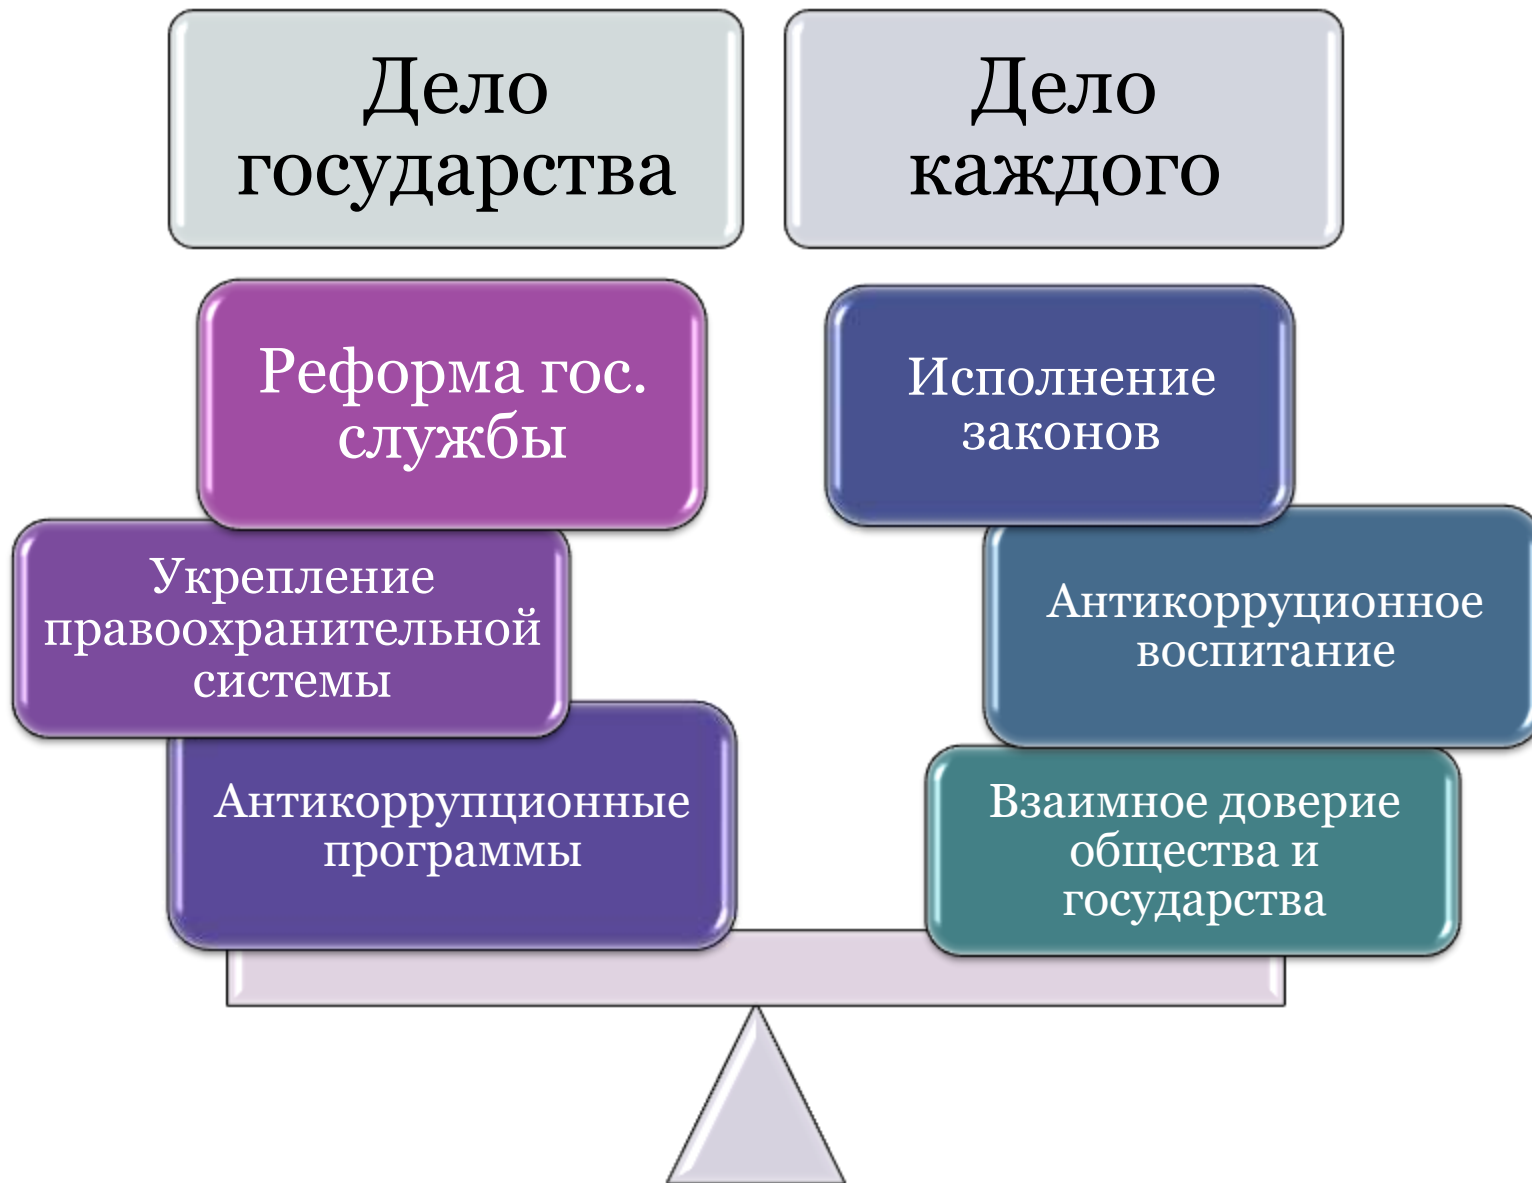 Дело
государства
Дело
каждого
Реформа гос.
службы
Укрепление
правоохранительной
системы
Антикоррупционные
программы
Исполнение
законов
Антикорруционное
воспитание
Взаимное доверие
общества и
государства